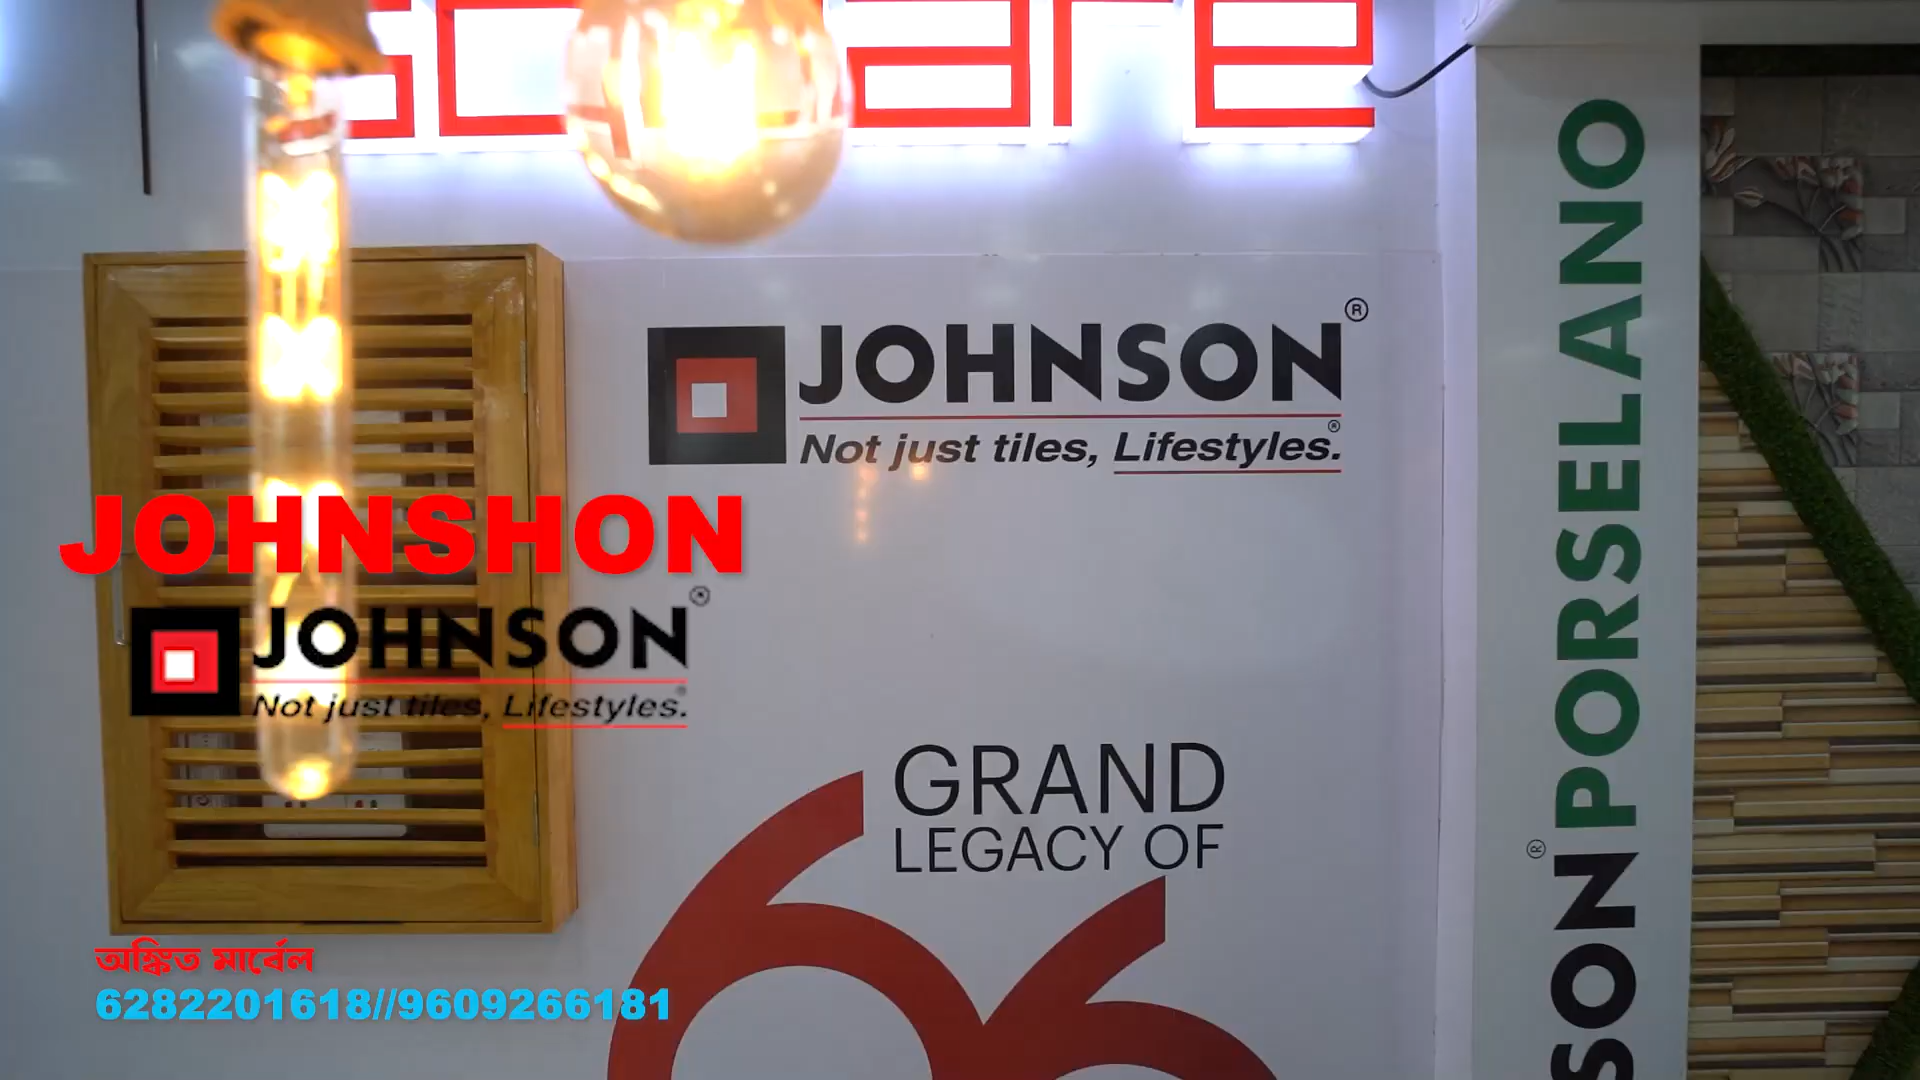 JOHNSON®
Not just tiles, Lifestyles.®
JOHNSHON
JOHNSON®
Not just tiles, Lifestyles.®
GRAND
LEGACY OF
66
PORSELANO
SON®
অঙ্কিত মার্বেল
6282201618//9609266181